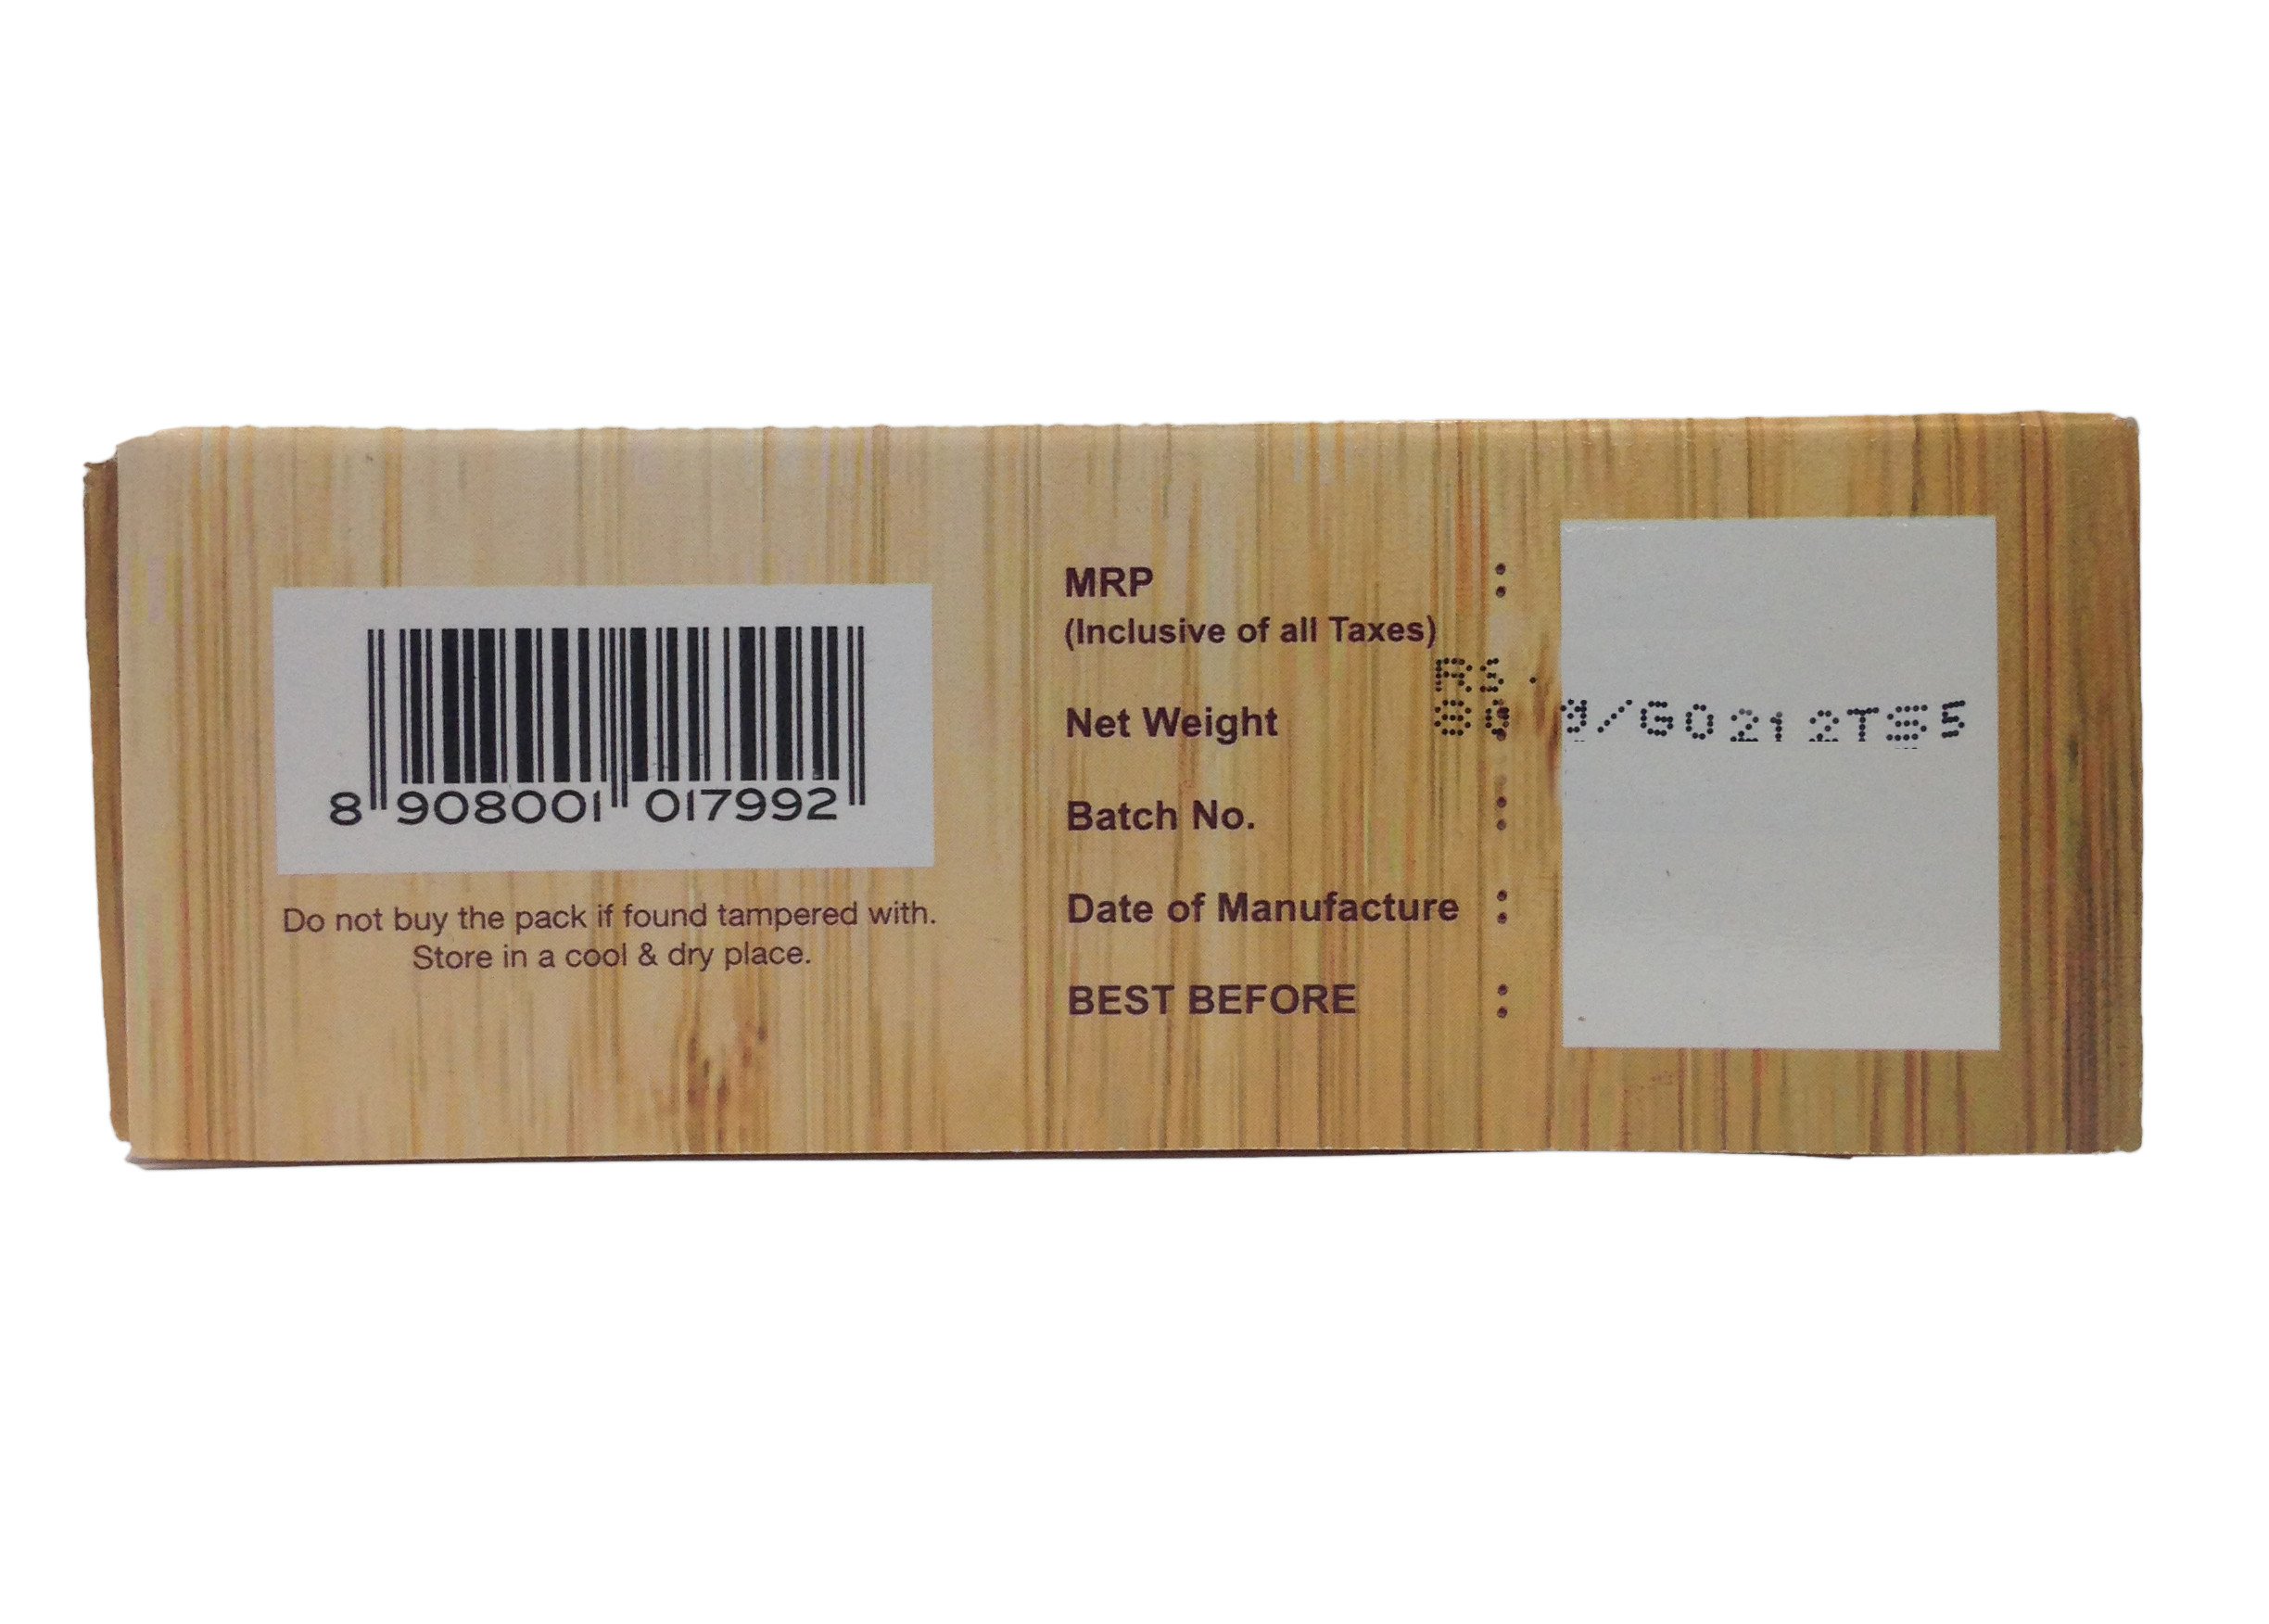 8 908001 017992
Do not buy the pack if found tampered with.
Store in a cool & dry place.
MRP :
(Inclusive of all Taxes)
Rs.
Net Weight :
Batch No. :
Date of Manufacture :
BEST BEFORE :